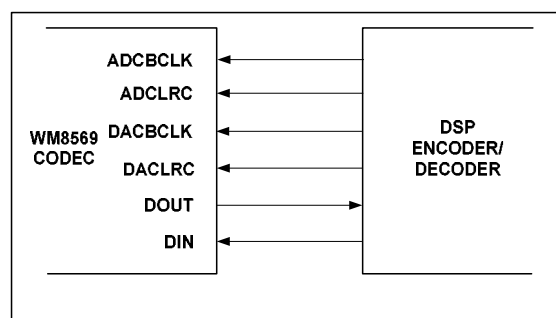 ADCBCLK
ADCLRC
WM8569
CODEC
DACBCLK
DACLRC
DOUT
DIN
DSP
ENCODER/
DECODER